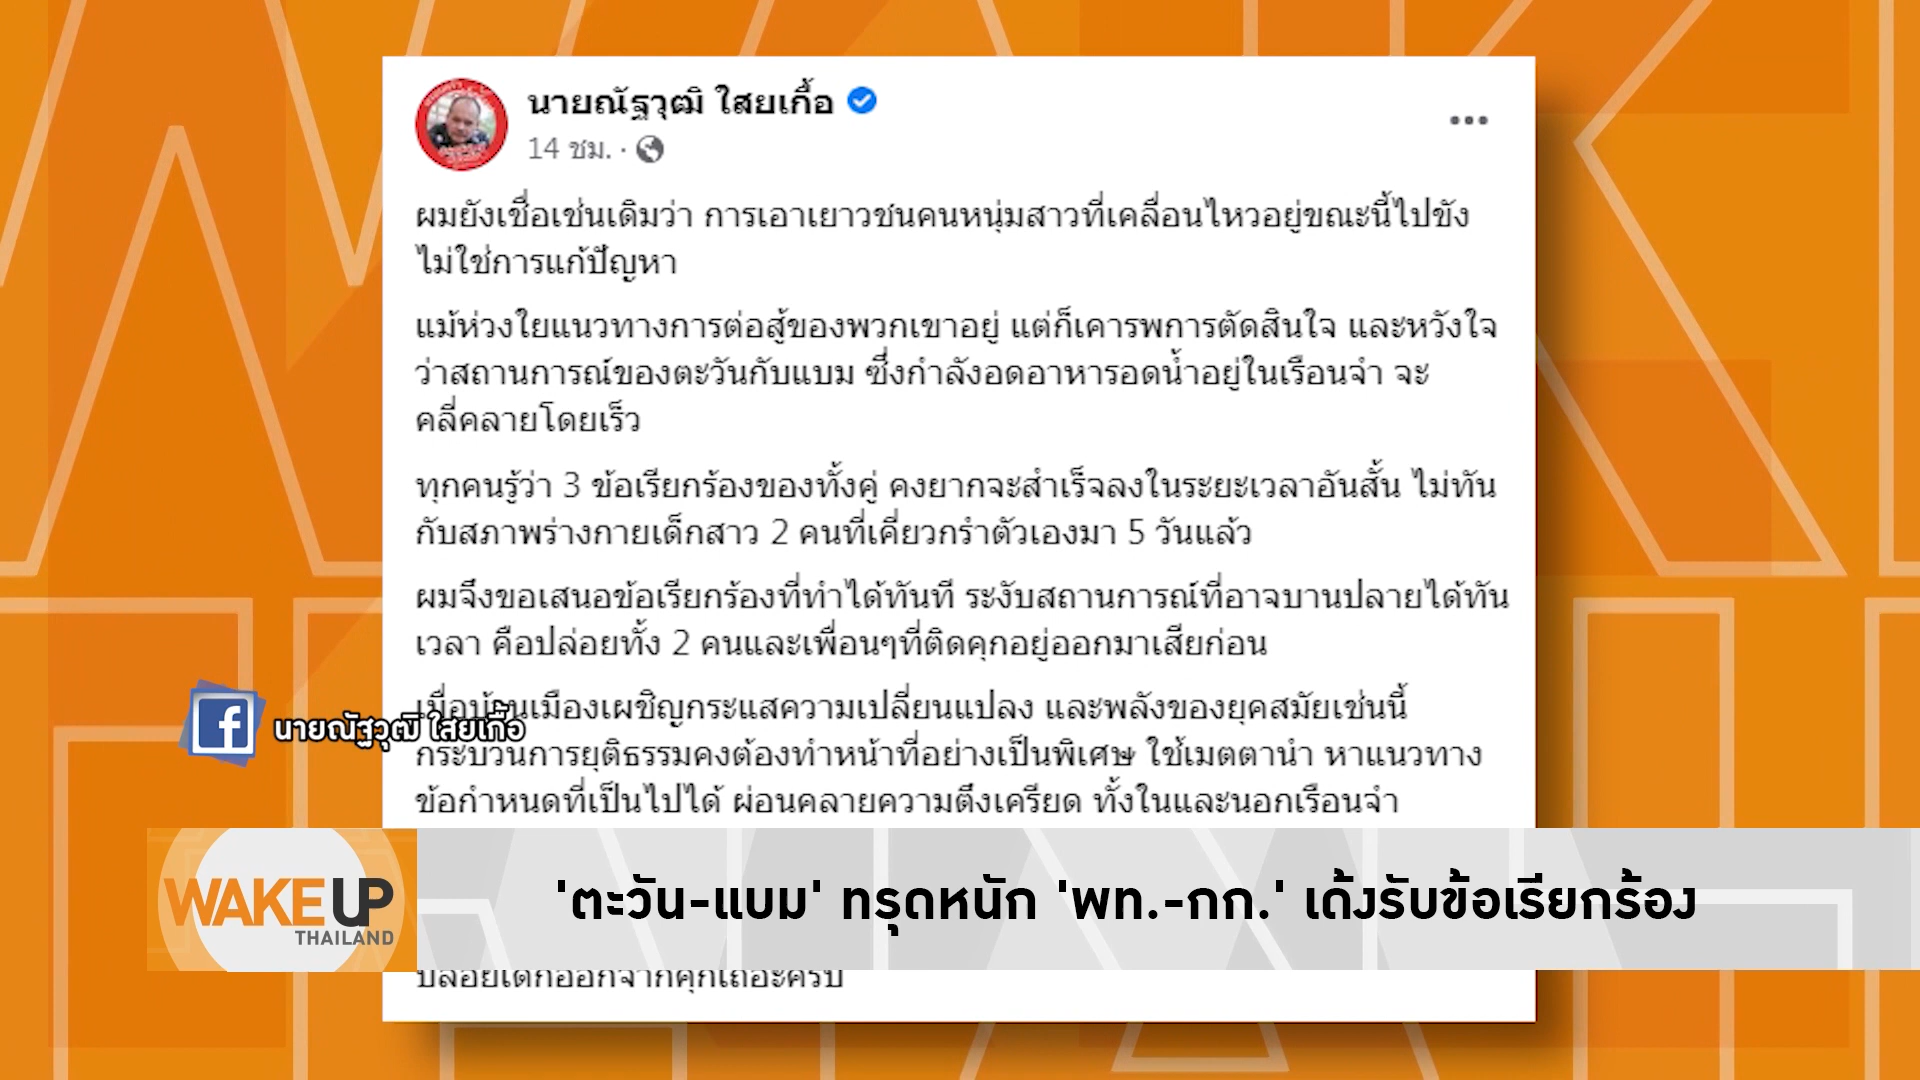 นายณัฐวุฒิ ใสยเกื้อ
14 ชม.
ผมยังเชื่อเช่นเดิมว่า การเอาเยาวชนคนหนุ่มสาวที่เคลื่อนไหวอยู่ขณะนี้ไปขัง
ไม่ใช่การแก้ปัญหา
แม้ห่วงใยแนวทางการต่อสู้ของพวกเขาอยู่ แต่ก็เคารพการตัดสินใจ และหวังใจ
ว่าสถานการณ์ของตะวันกับแบม ซึ่งกำลังอดอาหารอดน้ำอยู่ในเรือนจำ จะ
คลี่คลายโดยเร็ว
ทุกคนรู้ว่า 3 ข้อเรียกร้องของทั้งคู่ คงยากจะสำเร็จลงในระยะเวลาอันสั้น ไม่ทัน
กับสภาพร่างกายเด็กสาว 2 คนที่เคี่ยวกรำตัวเองมา 5 วันแล้ว
ผมจึงขอเสนอข้อเรียกร้องที่ทำได้ทันที ระงับสถานการณ์ที่อาจบานปลายได้ทัน
เวลา คือปล่อยทั้ง 2 คนและเพื่อนๆที่ติดคุกอยู่ออกมาเสียก่อน
เมื่อบ้านเมืองเผชิญกระแสความเปลี่ยนแปลง และพลังของยุคสมัยเช่นนี้
กระบวนการยุติธรรมคงต้องทำหน้าที่อย่างเป็นพิเศษ ใช้เมตตานำ หาแนวทาง
ข้อกำหนดที่เป็นไปได้ ผ่อนคลายความตึงเครียด ทั้งในและนอกเรือนจำ
นายณัฐวุฒิ ใสยเกื้อ
WAKE UP
THAILAND
'ตะวัน-แบม' ทรุดหนัก 'พท.-กก.' เด้งรับข้อเรียกร้อง
ปล่อยเด็กออกจากคุกเถอะครับ